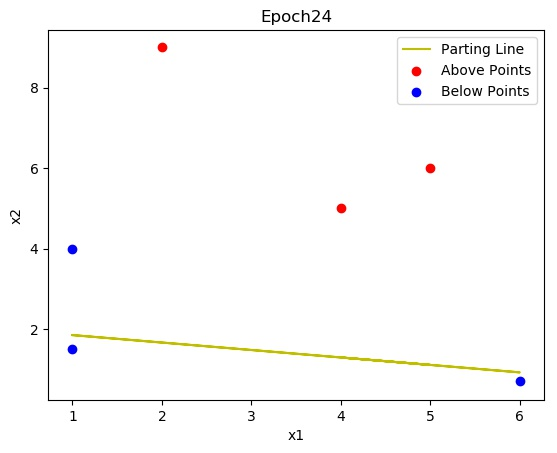 Epoch24
Parting Line
Above Points
Below Points
x2
8
6
4
2
1 2 3 4 5 6
x1